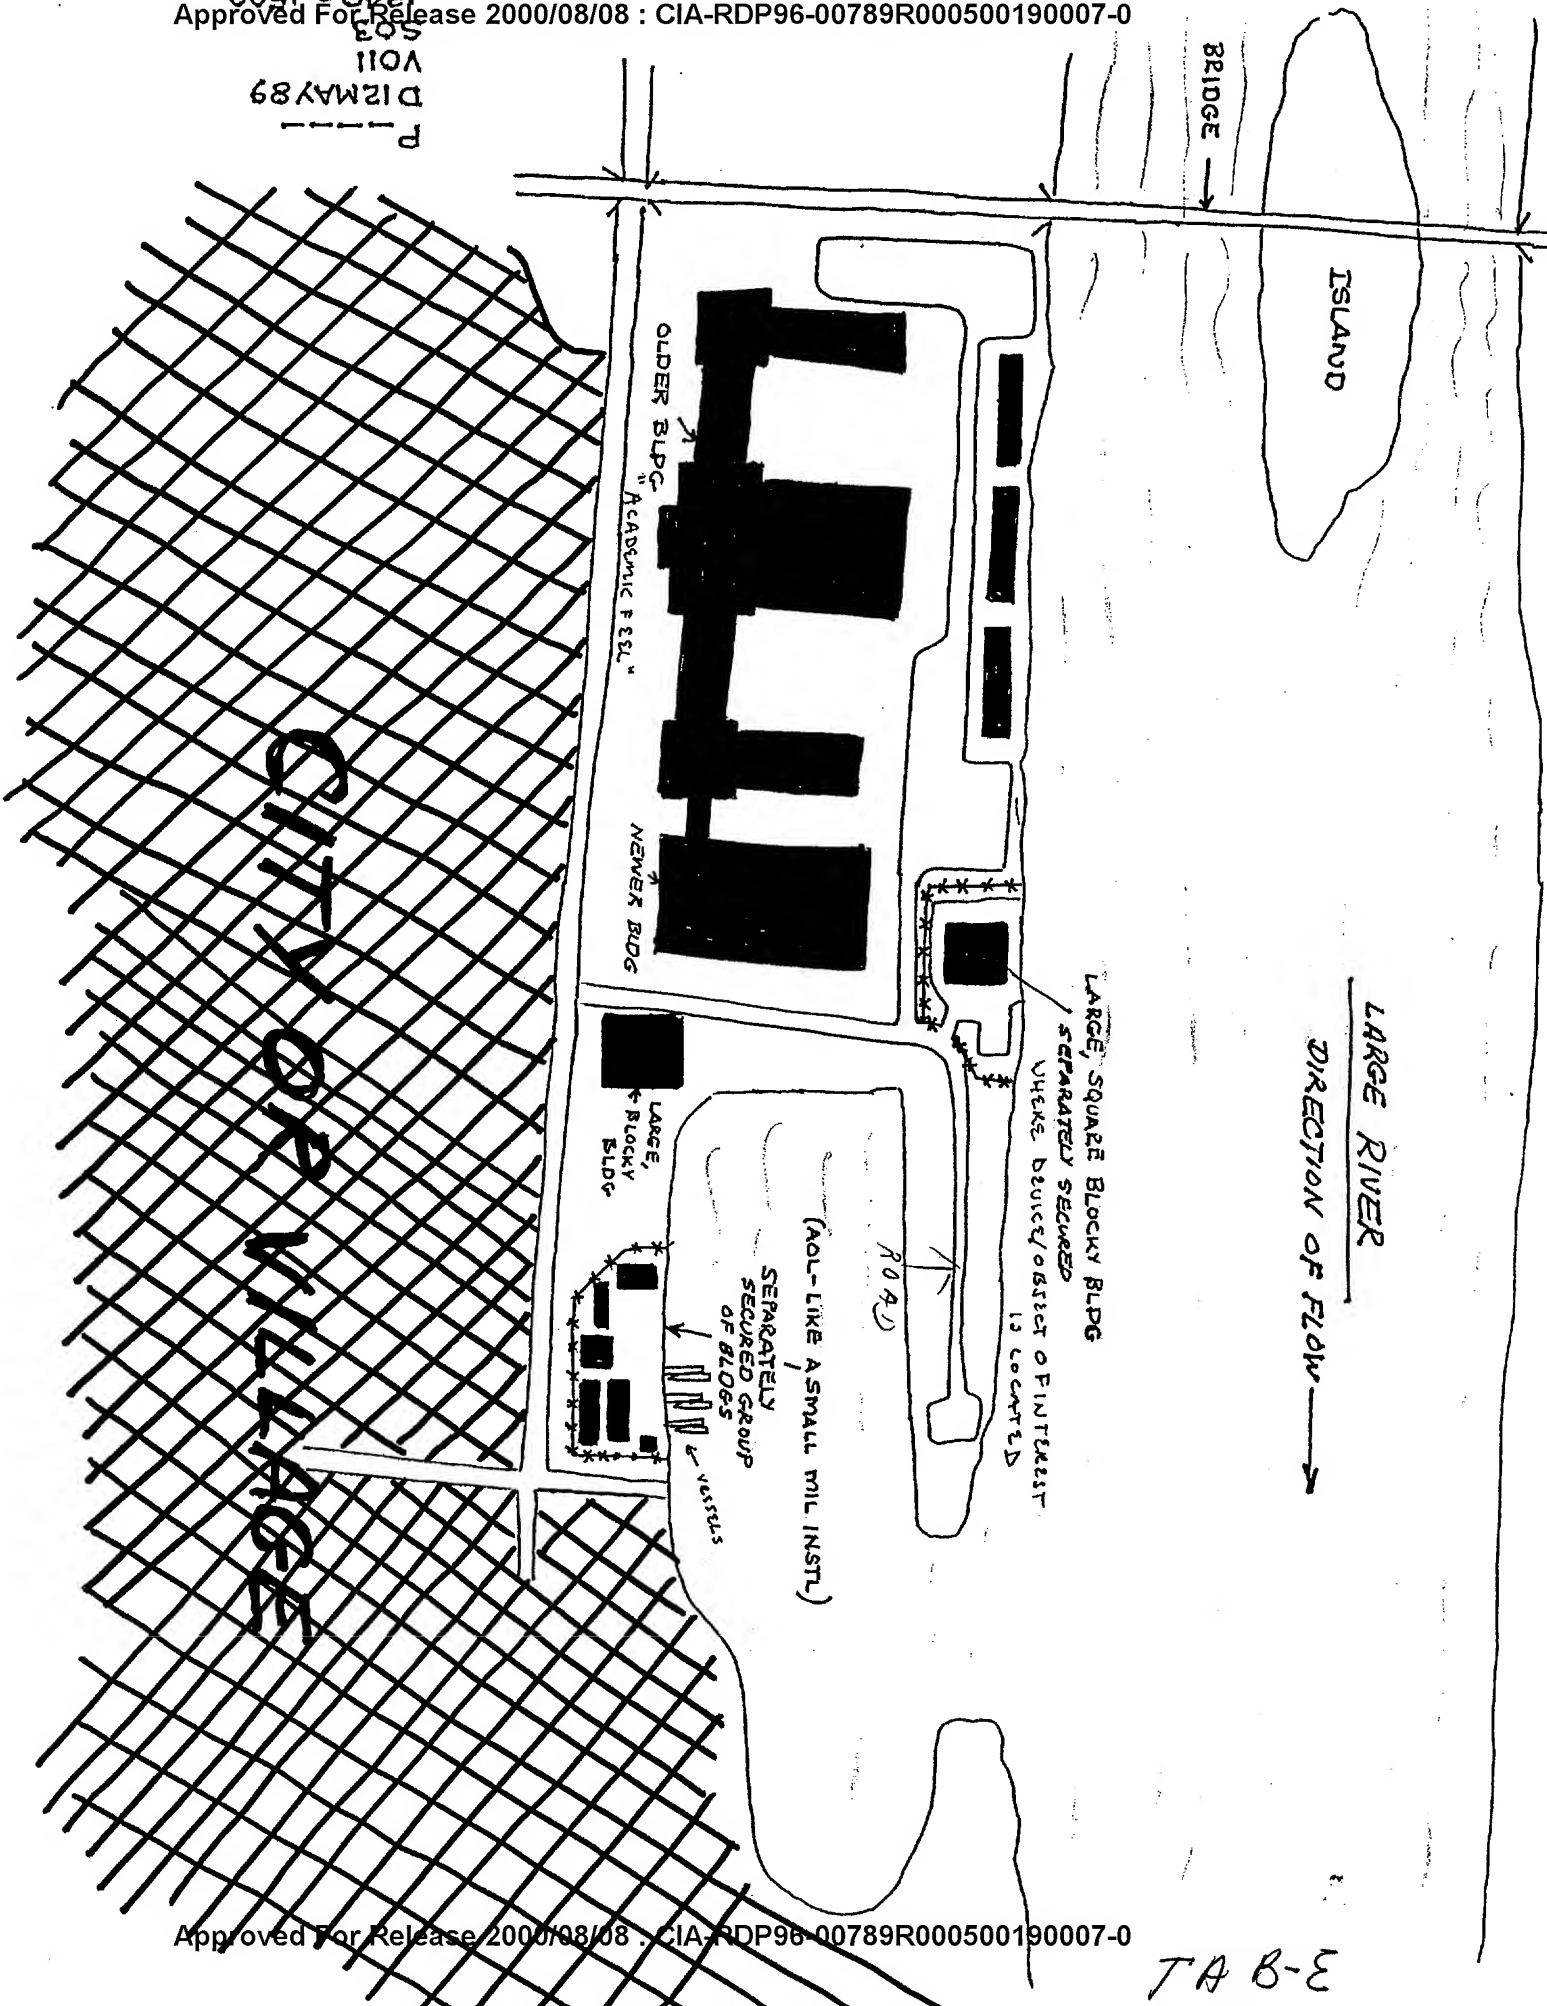 Approved For Release 2000/08/08 : CIA-RDP96-00789R000500190007-0
S03
V011
D12MAY89
P-----
BRIDGE
ISLAND
OLDER BLDG
"ACADEMIC FEEL"
NEWER BLDG
LARGE RIVER
DIRECTION OF FLOW
LARGE, SQUARE BLOCKY BLDG
SEPARATELY SECURED
WHERE DEVICE/OBJECT OF INTEREST
IS LOCATED
ROAD
LARGE,
BLOCKY
BLDG
(AOL-LIKE A SMALL MIL INSTL)
SEPARATELY
SECURED GROUP
OF BLDGS
VESSELS
CITY OR VILLAGE
Approved For Release 2000/08/08 : CIA-RDP96-00789R000500190007-0
TAB-E